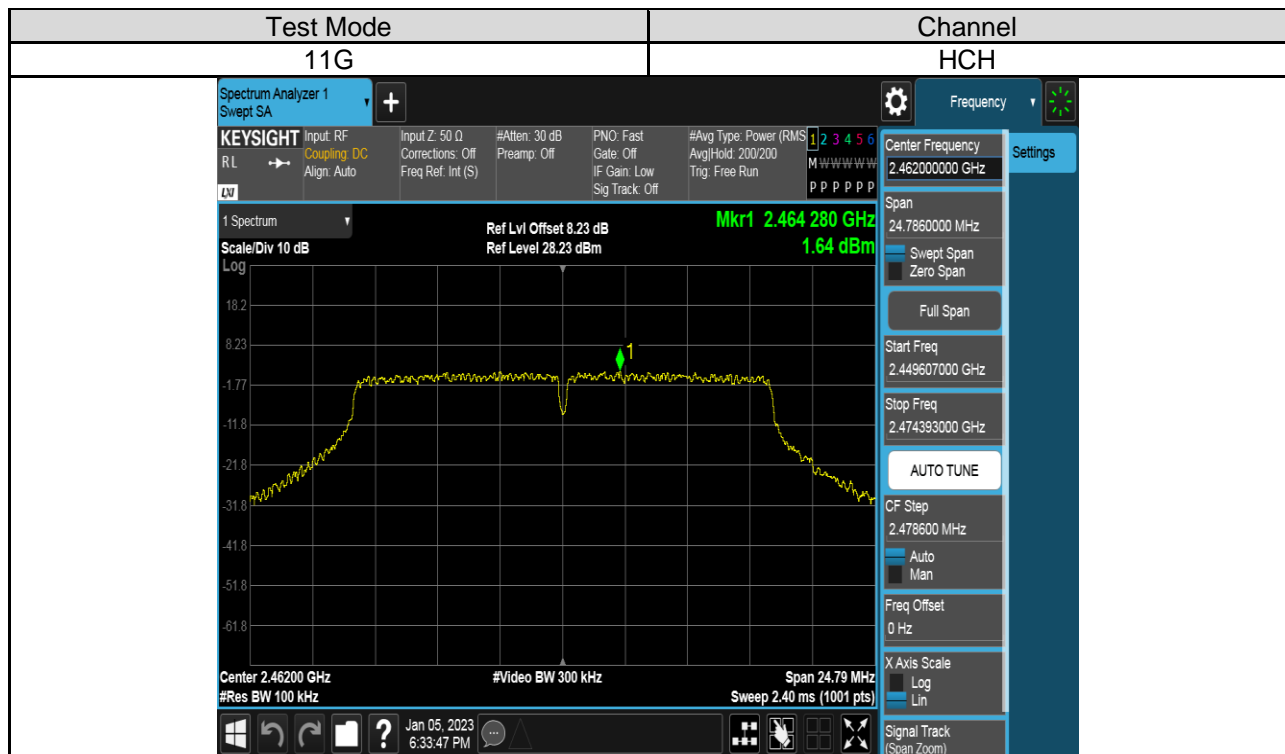 Test Mode Channel
11G HCH
Spectrum Analyzer 1
Swept SA
+
Frequency
KEYSIGHT
R L
LXI
Input: RF
Coupling: DC
Align: Auto
Input Z: 50 Ω
Corrections: Off
Freq Ref: Int (S)
#Atten: 30 dB
Preamp: Off
PNO: Fast
Gate: Off
IF Gain: Low
Sig Track: Off
#Avg Type: Power (RMS
Avg|Hold: 200/200
Trig: Free Run
1 2 3 4 5 6
M W W W W W
P P P P P P
1 Spectrum
Scale/Div 10 dB
Log
Ref Lvl Offset 8.23 dB
Ref Level 28.23 dBm
Mkr1 2.464 280 GHz
1.64 dBm
18.2
8.23
-1.77
-11.8
-21.8
-31.8
-41.8
-51.8
-61.8
1
Center 2.46200 GHz
#Res BW 100 kHz
#Video BW 300 kHz
Span 24.79 MHz
Sweep 2.40 ms (1001 pts)
?
Jan 05, 2023
6:33:47 PM
Center Frequency
2.462000000 GHz
Span
24.7860000 MHz
Swept Span
Zero Span
Full Span
Start Freq
2.449607000 GHz
Stop Freq
2.474393000 GHz
AUTO TUNE
CF Step
2.478600 MHz
Auto
Man
Freq Offset
0 Hz
X Axis Scale
Log
Lin
Signal Track
(Span Zoom)
Settings